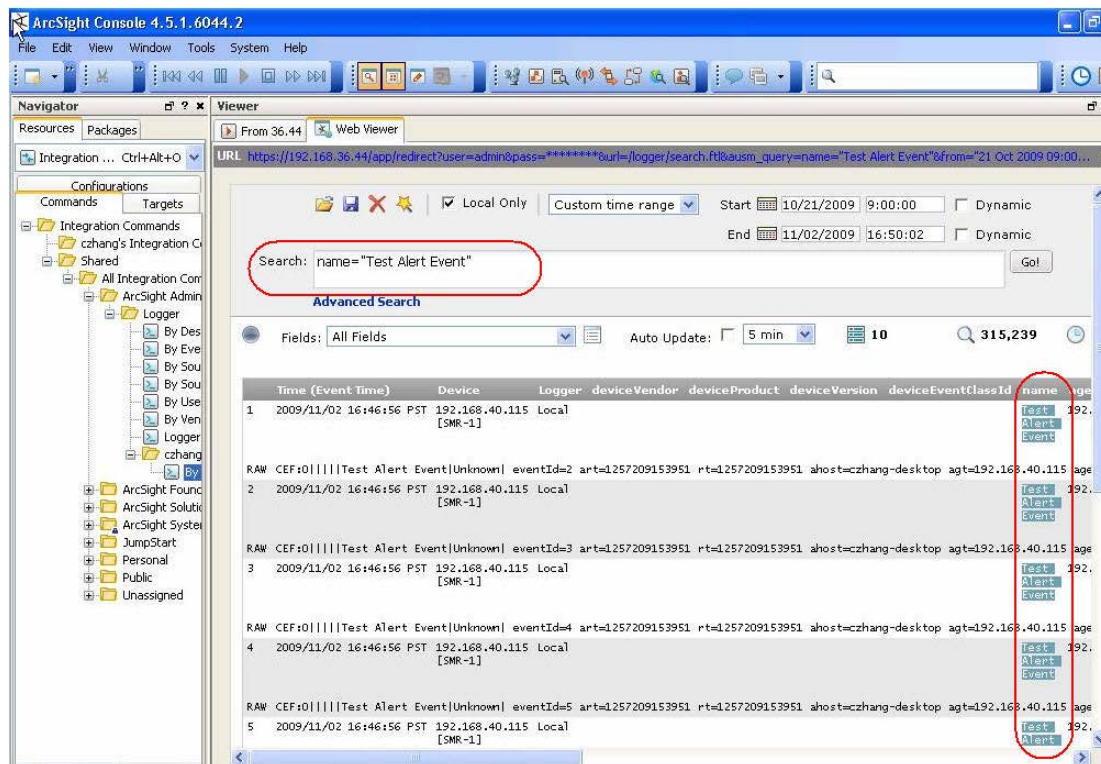 ArcSight Console 4.5.1.6044.2
File Edit View Window Tools System Help
Navigator
Resources Packages
Integration ... Ctrl+Alt+O
Configurations
Commands Targets
Integration Commands
czhang's Integration C
Shared
All Integration Com
ArcSight Admin
Logger
By Des
By Eve
By Sou
By Sou
By Use
By Ven
Logger
czhang
By
ArcSight Found
ArcSight Solutic
ArcSight System
JumpStart
Personal
Public
Unassigned
Viewer
From 36.44 Web Viewer
URL https://192.168.36.44/app/redirect?user=admin&pass=********&url=/logger/search.ftl&ausm_query=name="Test Alert Event"&from="21 Oct 2009 09:00...
Local Only Custom time range Start 10/21/2009 9:00:00 Dynamic
End 11/02/2009 16:50:02 Dynamic
Search: name="Test Alert Event" Go!
Advanced Search
Fields: All Fields Auto Update: 5 min 10 315,239
Time (Event Time) Device Logger deviceVendor deviceProduct deviceVersion deviceEventClassId name age
1 2009/11/02 16:46:56 PST 192.168.40.115 Local Test 192.
[SMR-1] Alert
Event
RAW CEF:0|||||Test Alert Event|Unknown| eventId=2 art=1257209153951 rt=1257209153951 ahost=czhang-desktop agt=192.168.40.115 age
2 2009/11/02 16:46:56 PST 192.168.40.115 Local Test 192.
[SMR-1] Alert
Event
RAW CEF:0|||||Test Alert Event|Unknown| eventId=3 art=1257209153951 rt=1257209153951 ahost=czhang-desktop agt=192.168.40.115 age
3 2009/11/02 16:46:56 PST 192.168.40.115 Local Test 192.
[SMR-1] Alert
Event
RAW CEF:0|||||Test Alert Event|Unknown| eventId=4 art=1257209153951 rt=1257209153951 ahost=czhang-desktop agt=192.168.40.115 age
4 2009/11/02 16:46:56 PST 192.168.40.115 Local Test 192.
[SMR-1] Alert
Event
RAW CEF:0|||||Test Alert Event|Unknown| eventId=5 art=1257209153951 rt=1257209153951 ahost=czhang-desktop agt=192.168.40.115 age
5 2009/11/02 16:46:56 PST 192.168.40.115 Local Test 192.
[SMR-1] Alert